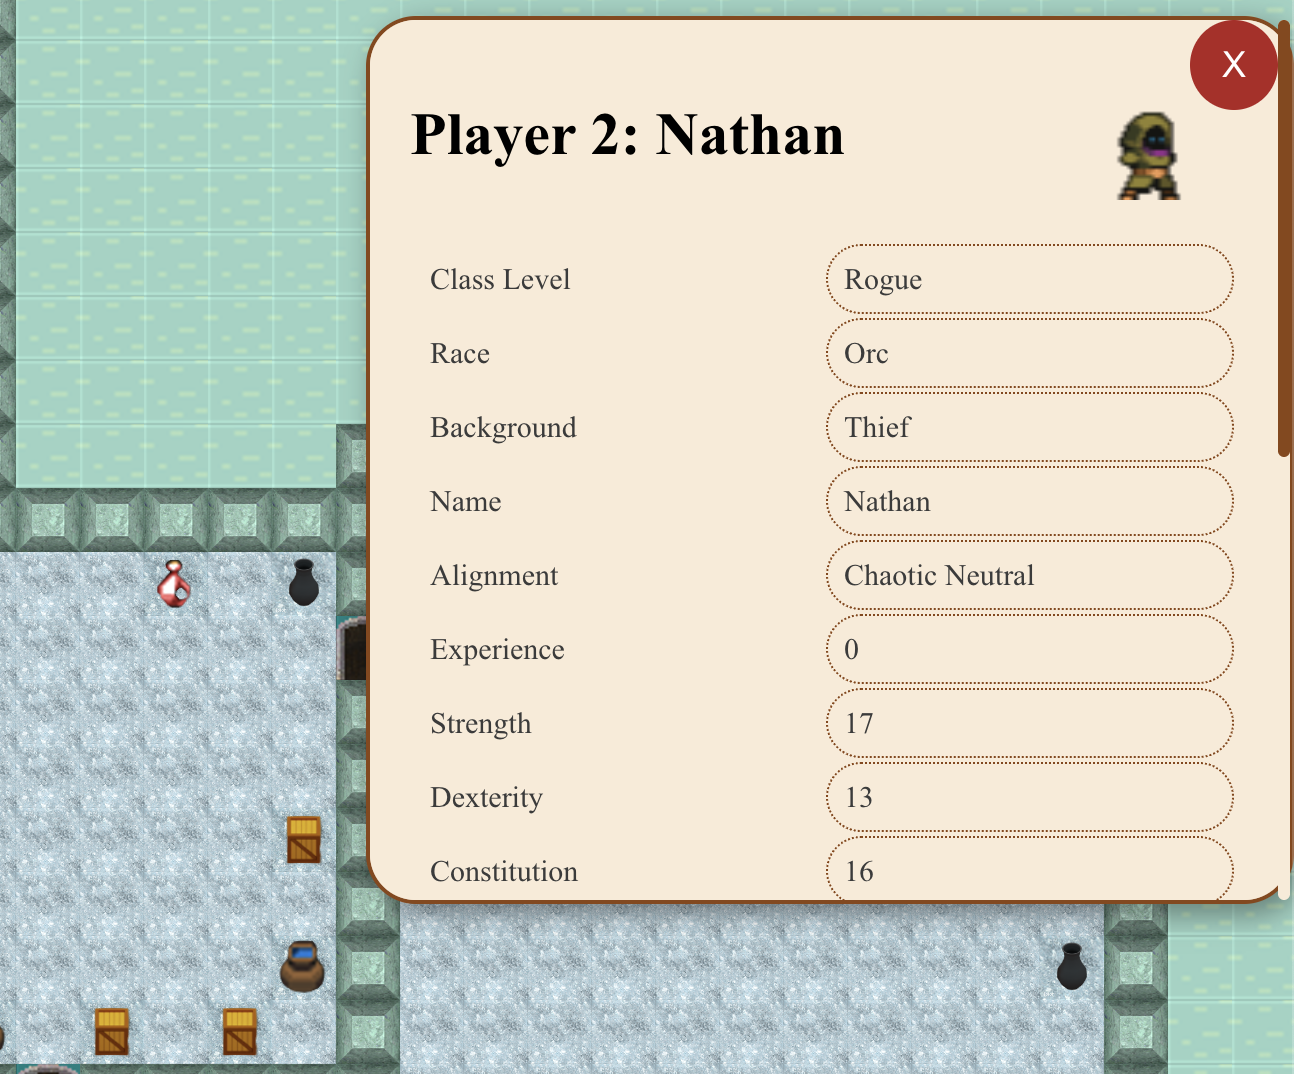 X
Player 2: Nathan
Class Level Rogue
Race Orc
Background Thief
Name Nathan
Alignment Chaotic Neutral
Experience 0
Strength 17
Dexterity 13
Constitution 16